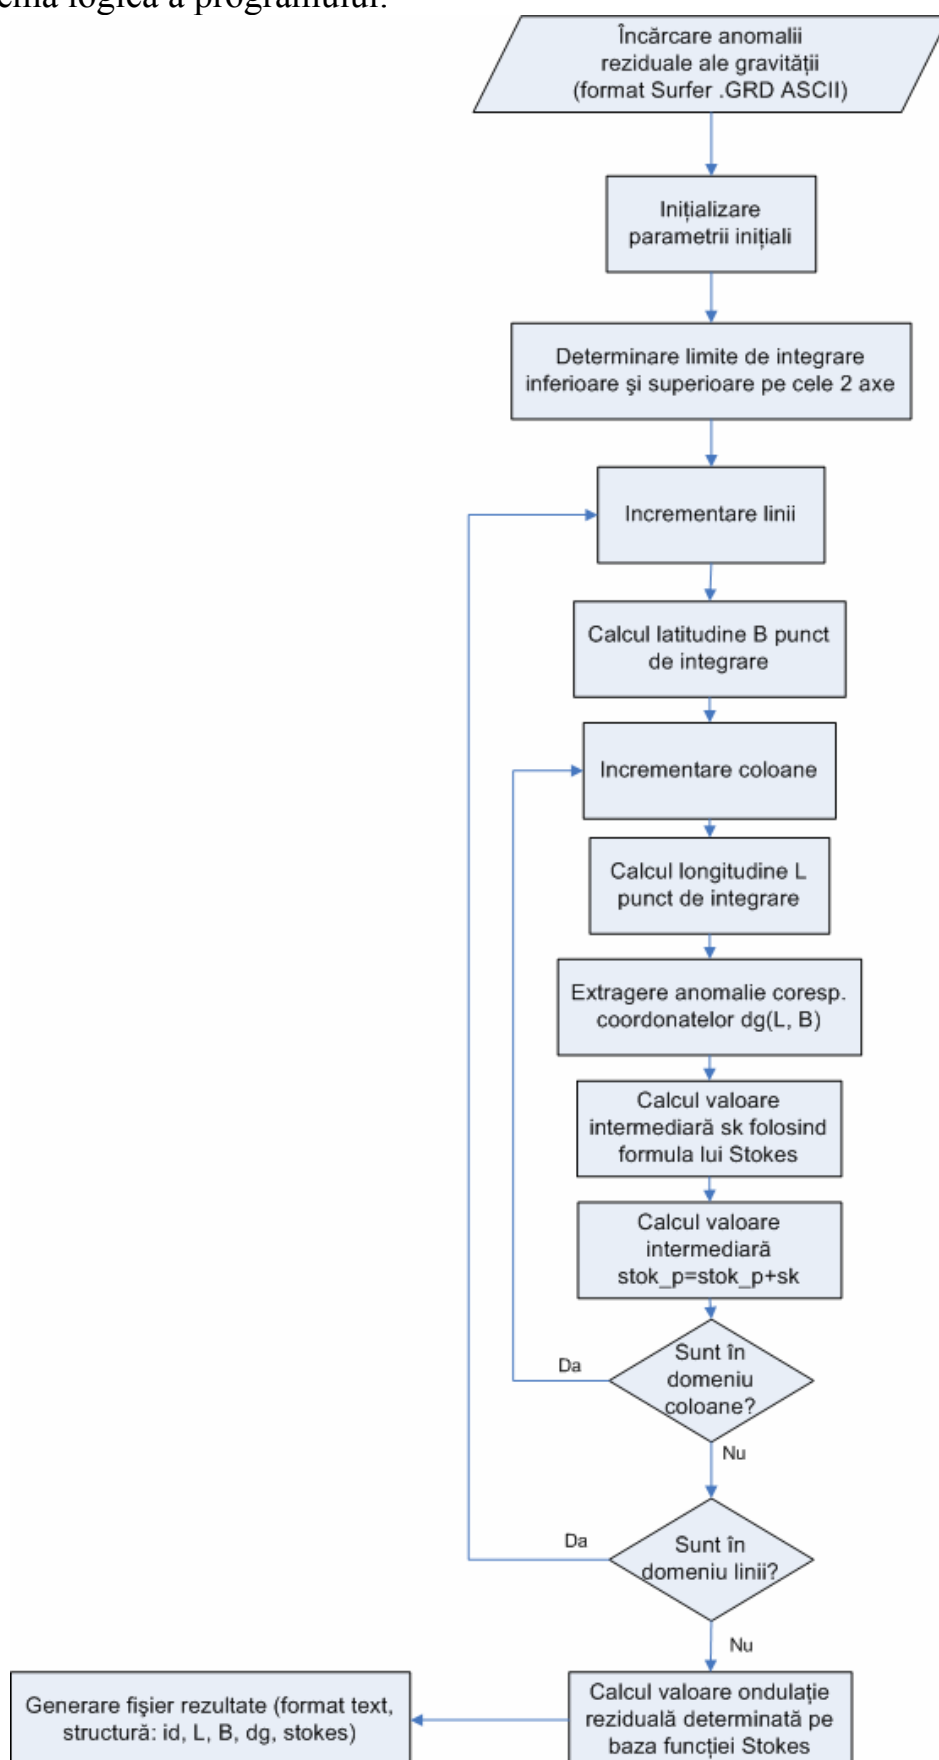 logică a programului.
Încărcare anomalii
reziduale ale gravității
(format Surfer .GRD ASCII)
Inițializare
parametrii inițiali
Determinare limite de integrare
inferioare şi superioare pe cele 2 axe
Incrementare linii
Calcul latitudine B punct
de integrare
Incrementare coloane
Calcul longitudine L
punct de integrare
Extragere anomalie coresp.
coordonatelor dg(L, B)
Calcul valoare
intermediară sk folosind
formula lui Stokes
Calcul valoare
intermediară
stok_p=stok_p+sk
Sunt în
domeniu
coloane?
Da
Nu
Sunt în
domeniu linii?
Da
Nu
Calcul valoare ondulație
reziduală determinată pe
baza funcției Stokes
Generare fişier rezultate (format text,
structură: id, L, B, dg, stokes)